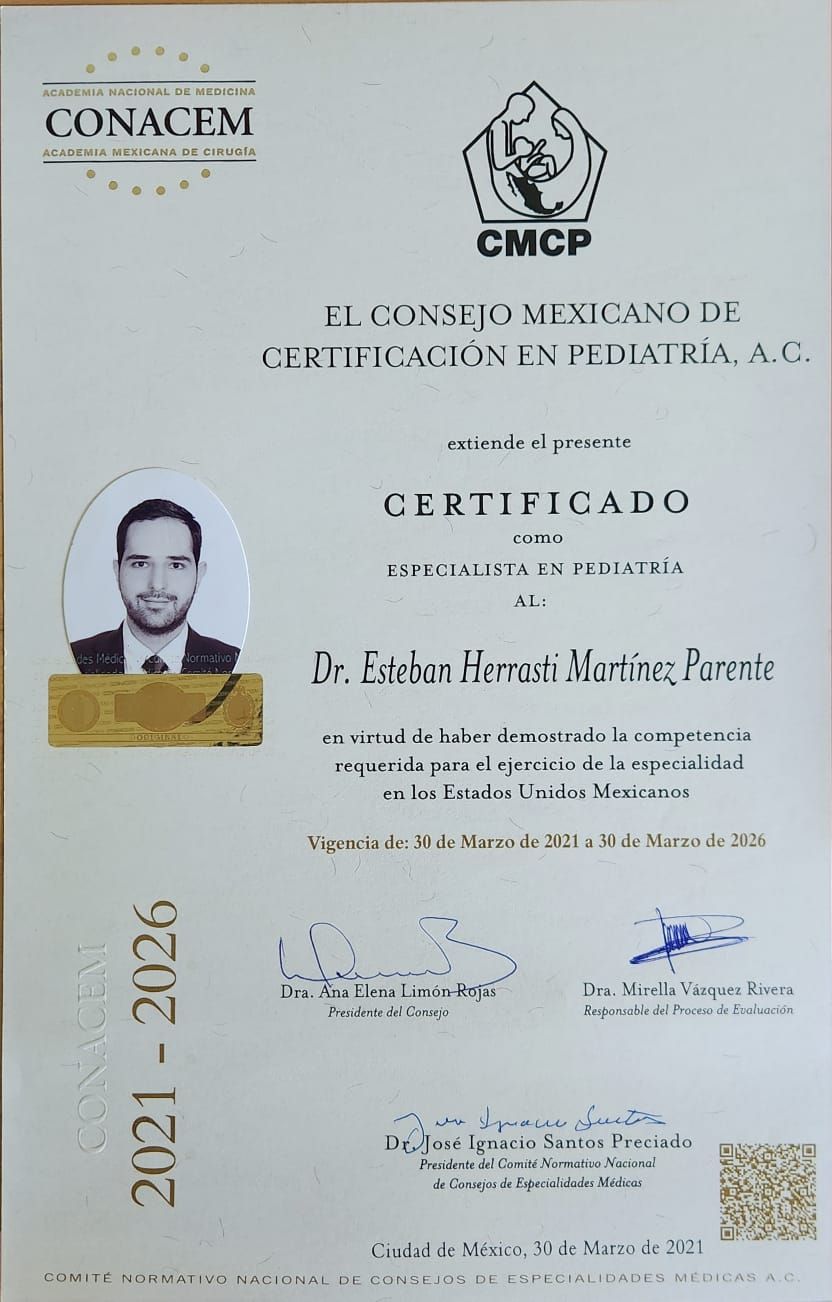 ACADEMIA NACIONAL DE MEDICINA
CONACEM
ACADEMIA MEXICANA DE CIRUGÍA
CMCP
EL CONSEJO MEXICANO DE
CERTIFICACIÓN EN PEDIATRÍA, A.C.
extiende el presente
CERTIFICADO
como
ESPECIALISTA EN PEDIATRÍA
AL:
Dr. Esteban Herrasti Martínez Parente
en virtud de haber demostrado la competencia
requerida para el ejercicio de la especialidad
en los Estados Unidos Mexicanos
Vigencia de: 30 de Marzo de 2021 a 30 de Marzo de 2026
Normativo
CONACEM
2021 - 2026
Dra. Ana Elena Limón Rojas
Presidente del Consejo
Dra. Mirella Vázquez Rivera
Responsable del Proceso de Evaluación
Dr. José Ignacio Santos Preciado
Presidente del Comité Normativo Nacional
de Consejos de Especialidades Médicas
Ciudad de México, 30 de Marzo de 2021
COMITÉ NORMATIVO NACIONAL DE CONSEJOS DE ESPECIALIDADES MÉDICAS A.C.